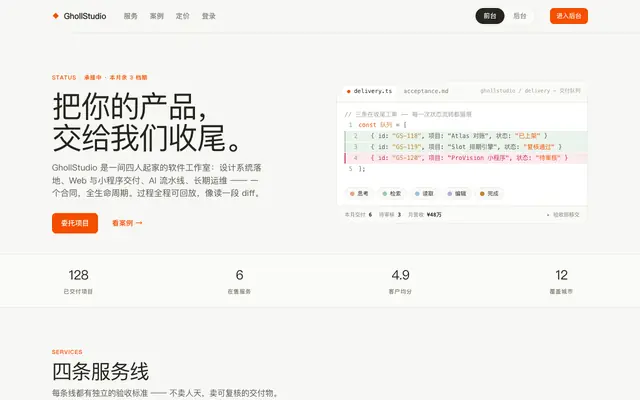 GhollStudio
服务 案例 定价 登录
前台 后台
进入后台
STATUS · 承接中 · 本月余 3 档期
把你的产品，
交给我们收尾。
GhollStudio 是一间四人起家的软件工作室：设计系统落
地、Web 与小程序交付、AI 流水线、长期运维 —— 一
个合同，全生命周期。过程全程可回放，像读一段 diff。
委托项目 看案例 →
delivery.ts acceptance.md ghollstudio / delivery — 交付队列
// 三条在收尾工单 —— 每一次状态流转都留痕
1 const 队列 = [
2 { id: "GS-118", 项目: "Atlas 对账", 状态: "已上架" }
3 { id: "GS-119", 项目: "Slot 排期引擎", 状态: "复核通过" }
4 { id: "GS-120", 项目: "ProVision 小程序", 状态: "待审核" }
5 ];
思考 检索 读题 编辑 完成
本月交付 6 待审核 3 月营收 ¥48万
128 6 4.9 12
已交付项目 在售服务 客户均分 覆盖城市
SERVICES
四条服务线
每条线都有独立的验收标准 —— 不卖人天，卖可复核的交付物。